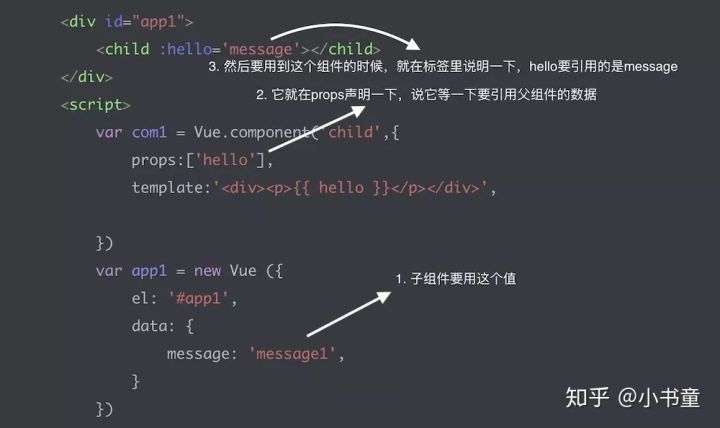 <div id="app1">
<child :hello='message'></child>
3. 然后要用到这个组件的时候，就在标签里说明一下，hello要引用的是message
</div>
2. 它就在props声明一下，说它等一下要引用父组件的数据
<script>
var com1 = Vue.component('child',{
props:['hello'],
template:'<div><p>{{ hello }}</p></div>',
})
var app1 = new Vue ({
1. 子组件要用这个值
el: '#app1',
data: {
message: 'message1',
}
})
知乎 @小书童